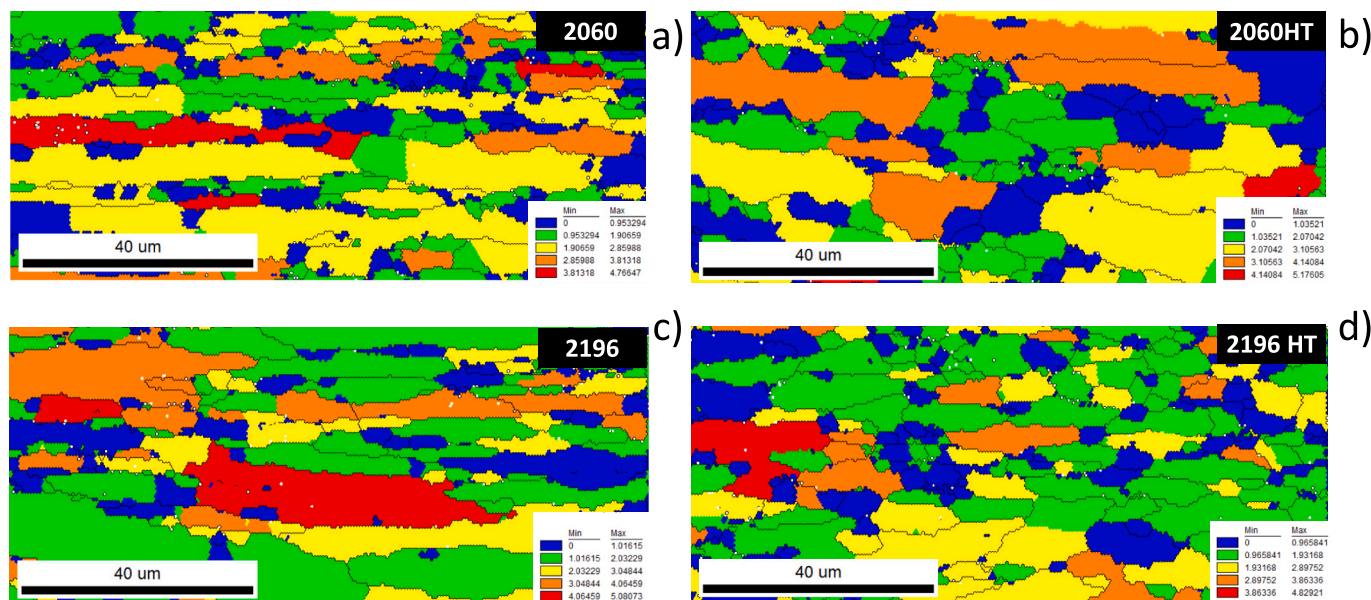 2060
a)
Min Max
0 0.953294
0.953294 1.90659
1.90659 2.85988
2.85988 3.81318
3.81318 4.76647
40 um
2060HT
b)
Min Max
0 1.03521
1.03521 2.07042
2.07042 3.10563
3.10563 4.14084
4.14084 5.17605
40 um
2196
c)
Min Max
0 1.01615
1.01615 2.03229
2.03229 3.04844
3.04844 4.06459
4.06459 5.08073
40 um
2196 HT
d)
Min Max
0 0.965841
0.965841 1.93168
1.93168 2.89752
2.89752 3.86336
3.86336 4.82921
40 um